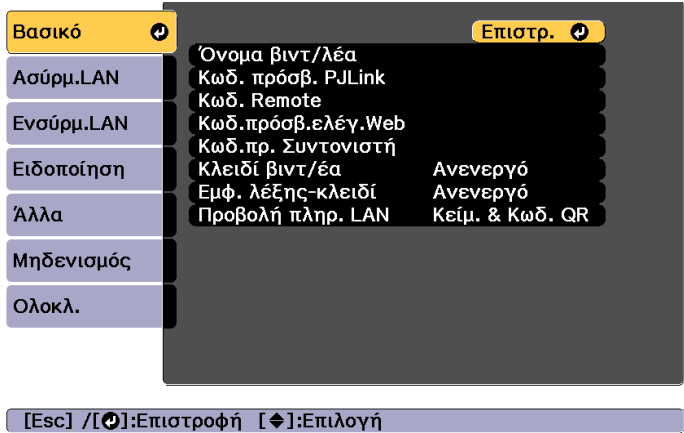 Βασικό
Ασύρμ.LAN
Ενσύρμ.LAN
Ειδοποίηση
Άλλα
Μηδενισμός
Ολοκλ.
Επιστρ.
Όνομα βιντ/λέα
Κωδ. πρόσβ. PJLink
Κωδ. Remote
Κωδ.πρόσβ.ελέγ.Web
Κωδ.πρ. Συντονιστή
Κλειδί βιντ/έα Ανενεργό
Εμφ. λέξης-κλειδί Ανενεργό
Προβολή πληρ. LAN Κείμ. & Κωδ. QR
[Esc] /[⏎]:Επιστροφή [◆]:Επιλογή